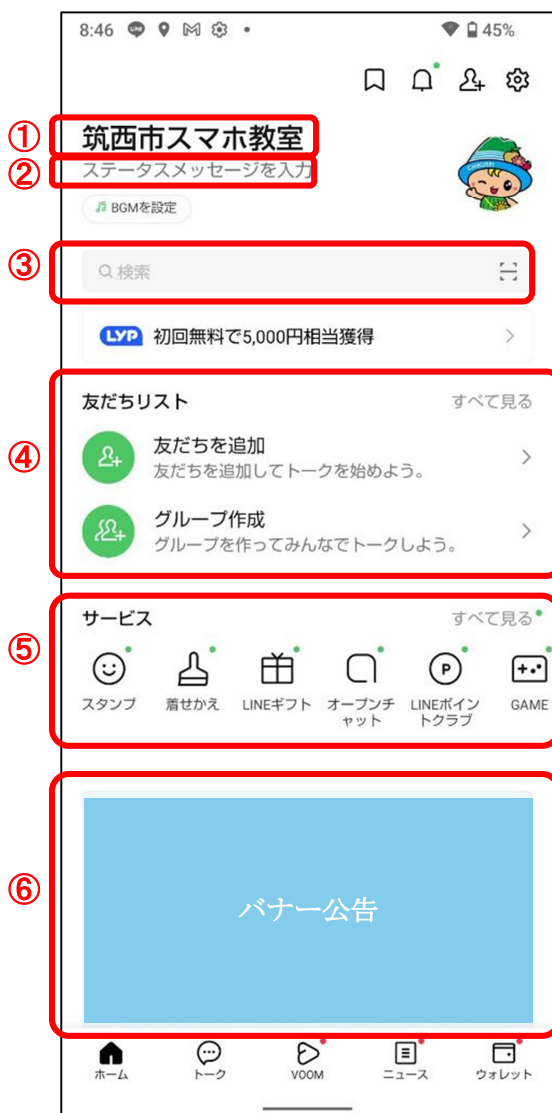 8:46
45%
① 筑西市スマホ教室
② ステータスメッセージを入力
BGMを設定
③ 検索
LYP 初回無料で5,000円相当獲得
友だちリスト すべて見る
④ 友だちを追加
友だちを追加してトークを始めよう。
グループ作成
グループを作ってみんなでトークしよう。
サービス すべて見る
⑤
スタンプ 着せかえ LINEギフト オープンチ LINEポイン GAME
ャット トクラブ
⑥ バナー公告
ホーム トーク VOOM ニュース ウォレット